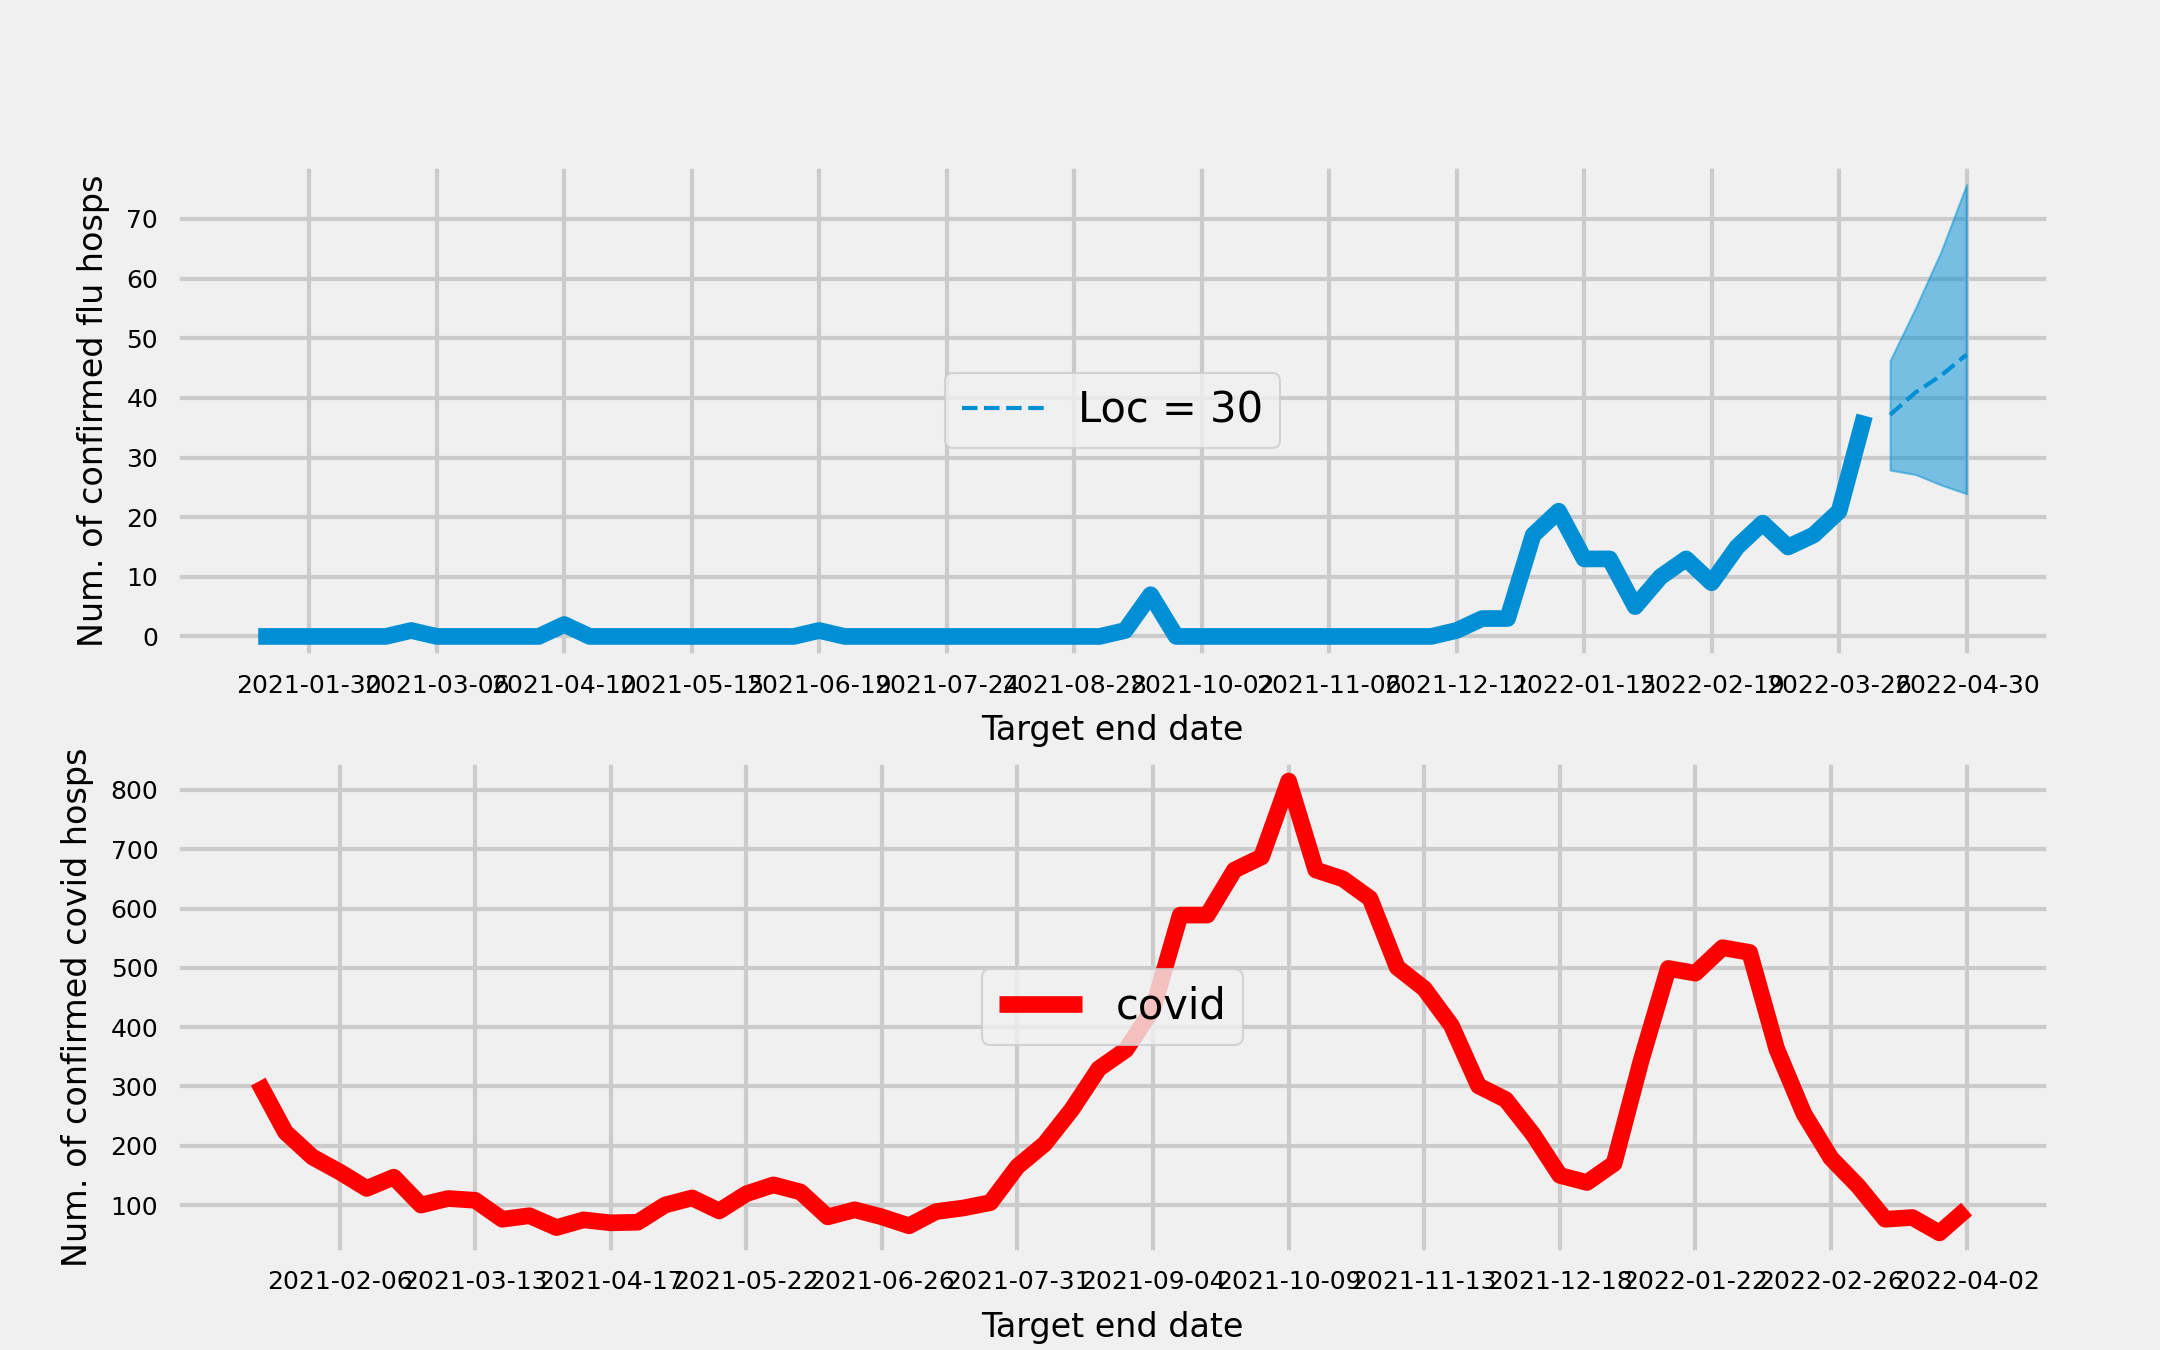 Num. of confirmed flu hosps
70
60
50
40
30
20
10
0
Loc = 30
2021-01-30 2021-03-06 2021-04-10 2021-05-15 2021-06-19 2021-07-24 2021-08-28 2021-10-02 2021-11-06 2021-12-11 2022-01-15 2022-02-19 2022-03-26 2022-04-30
Target end date
Num. of confirmed covid hosps
800
700
600
500
400
300
200
100
covid
2021-02-06 2021-03-13 2021-04-17 2021-05-22 2021-06-26 2021-07-31 2021-09-04 2021-10-09 2021-11-13 2021-12-18 2022-01-22 2022-02-26 2022-04-02
Target end date